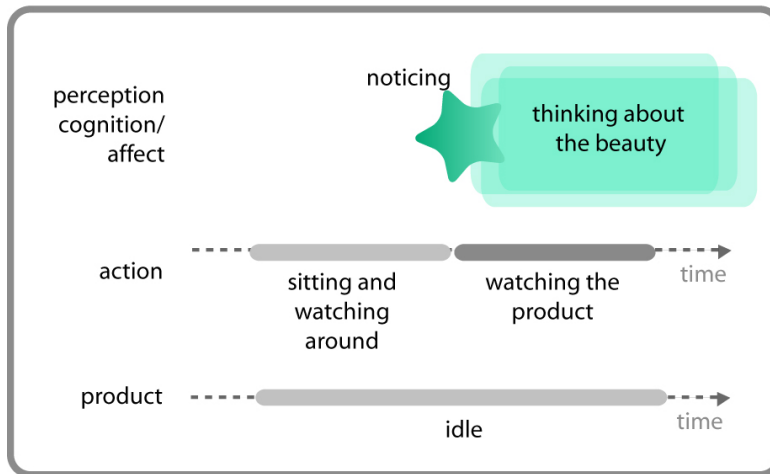 noticing
perception
cognition/
affect
thinking about
the beauty
action
time
sitting and
watching
around
watching the
product
product
time
idle